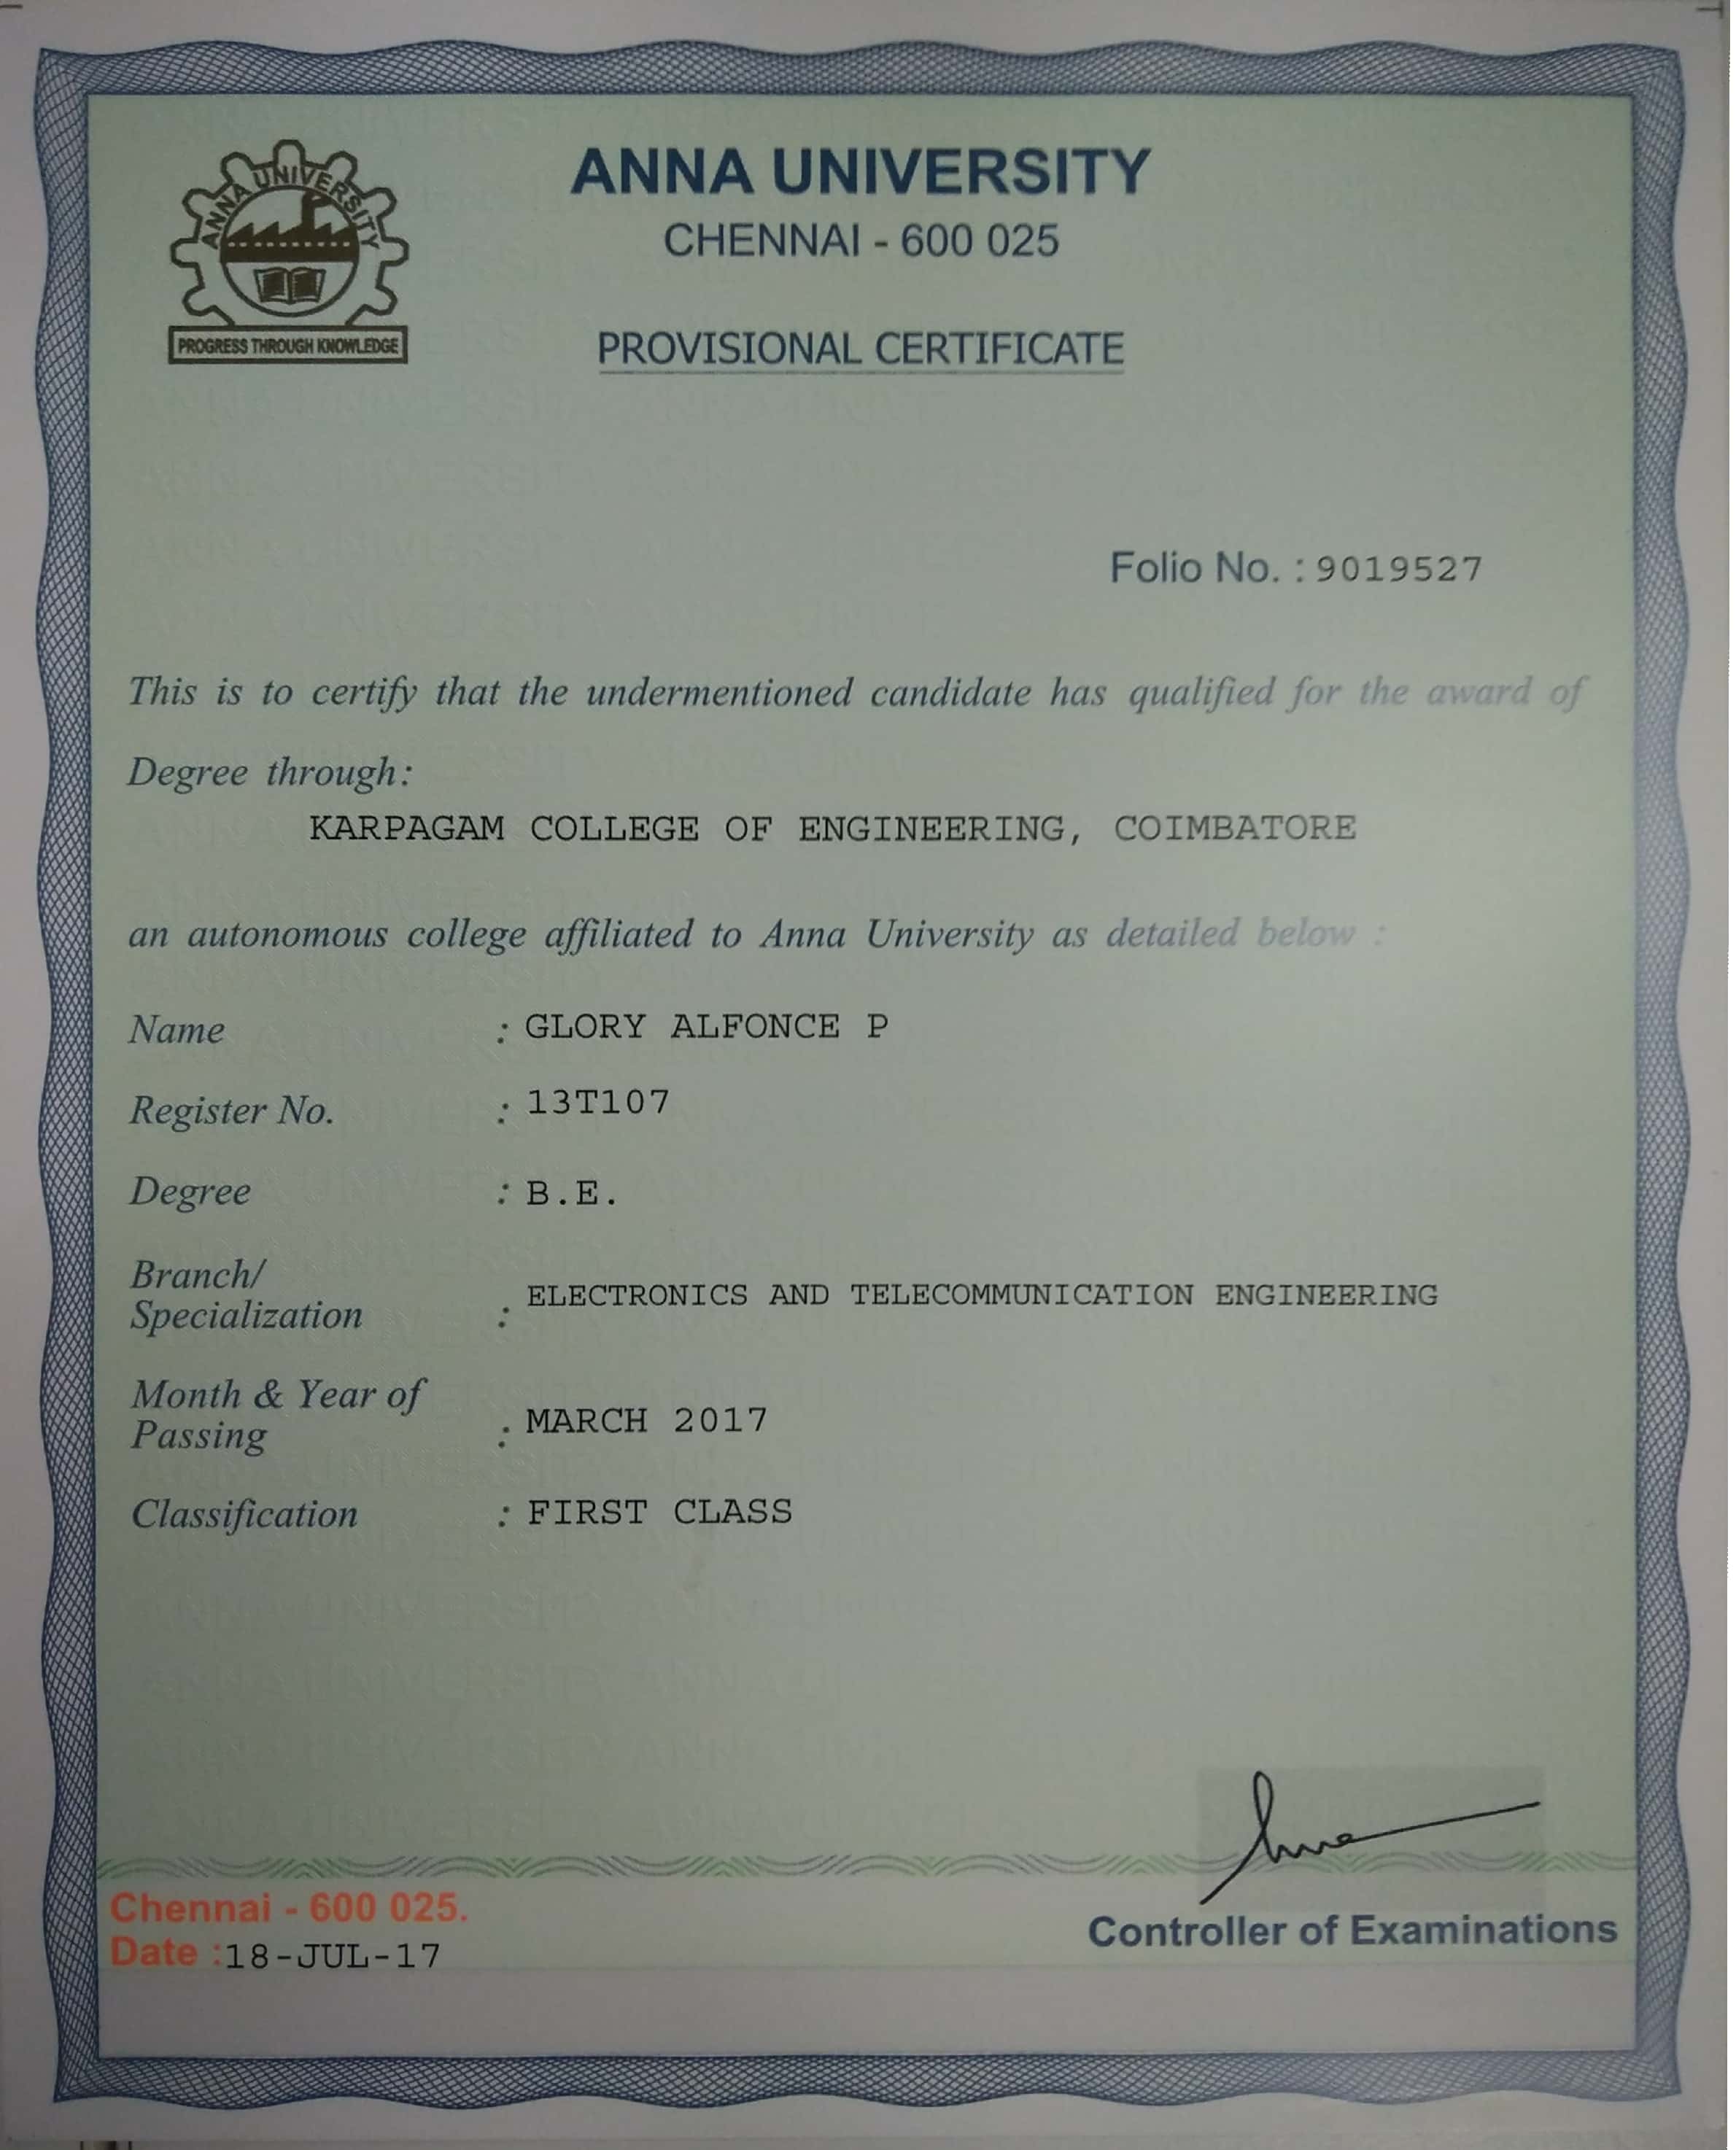 ANNA UNIVERSITY
PROGRESS THROUGH KNOWLEDGE
ANNA UNIVERSITY
CHENNAI - 600 025
PROVISIONAL CERTIFICATE
Folio No. : 9019527
This is to certify that the undermentioned candidate has qualified for the award of
Degree through:
KARPAGAM COLLEGE OF ENGINEERING, COIMBATORE
an autonomous college affiliated to Anna University as detailed below :
Name : GLORY ALFONCE P
Register No. : 13T107
Degree : B.E.
Branch/
Specialization : ELECTRONICS AND TELECOMMUNICATION ENGINEERING
Month & Year of
Passing : MARCH 2017
Classification : FIRST CLASS
Chennai - 600 025.
Date :18-JUL-17
Controller of Examinations